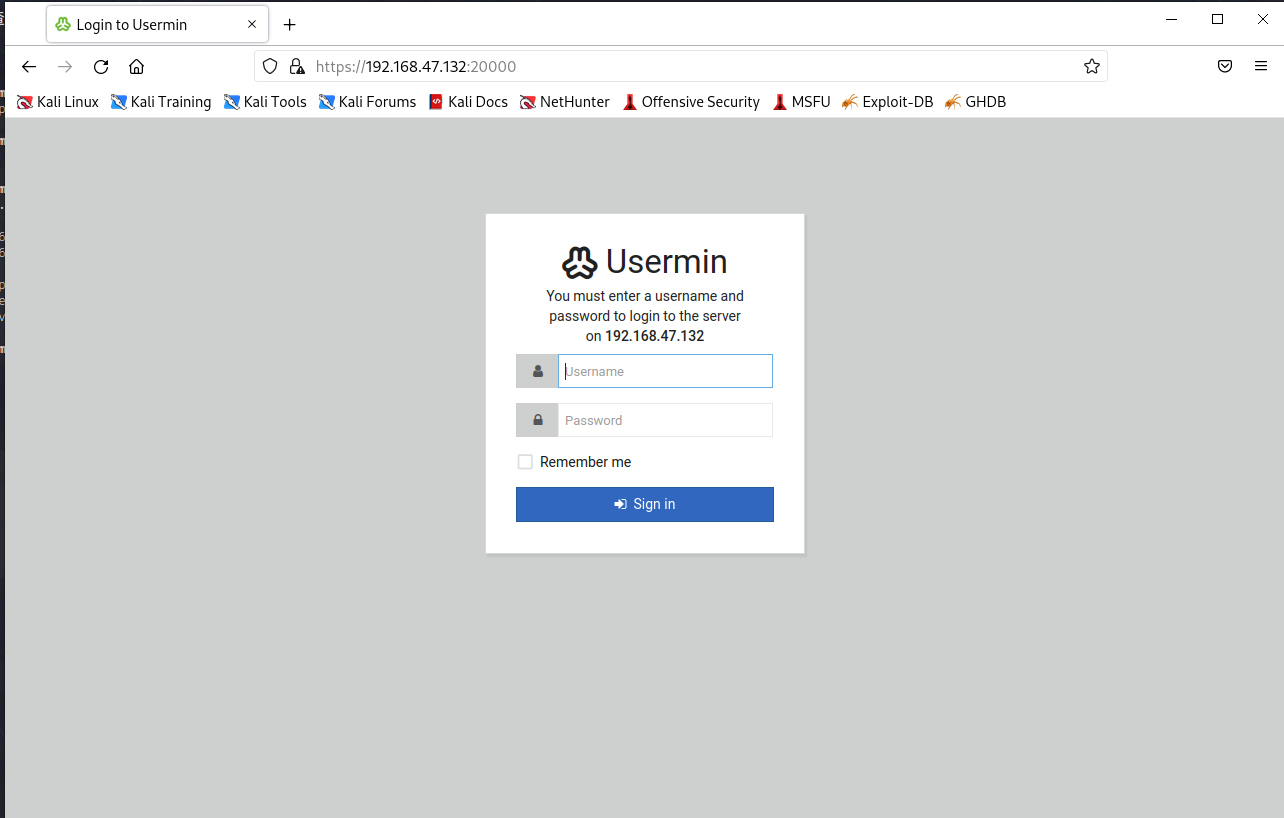 Login to Usermin
https://192.168.47.132:20000
Kali Linux Kali Training Kali Tools Kali Forums Kali Docs NetHunter Offensive Security MSFU Exploit-DB GHDB
Usermin
You must enter a username and
password to login to the server
on 192.168.47.132
Username
Password
Remember me
Sign in